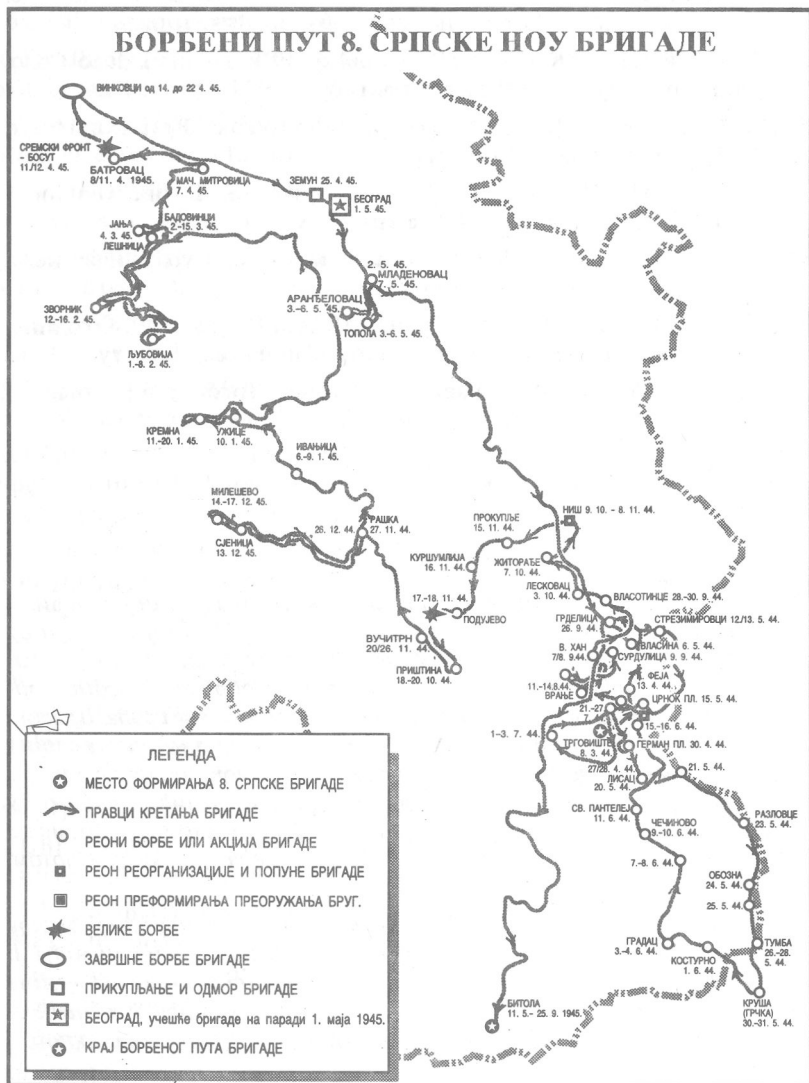 БОРБЕНИ ПУТ 8. СРПСКЕ НОУ БРИГАДЕ
ВИНКОВЦИ од 14. до 22 4. 45.
СРЕМСКИ ФРОНТ
- БОСУТ
11/12. 4. 45.
БАТРОВАЦ
8/11. 4. 1945.
МАЧ. МИТРОВИЦА
7. 4. 45.
ЗЕМУН 25. 4. 45.
БЕОГРАД
1. 5. 45.
ЈАЊА
4. 3. 45.
ЛЕШНИЦА
БАДОВИНЦИ
2.-15. 3. 45.
2. 5. 45.
МЛАДЕНОВАЦ
7. 5. 45.
АРАНЂЕЛОВАЦ
3.-6. 5. 45.
ТОПОЛА 3.-6. 5. 45.
ЗВОРНИК
12.-16. 2. 45.
ЉУБОВИЈА
1.-8. 2. 45.
КРЕМНА
11.-20. 1. 45.
УЖИЦЕ
10. 1. 45.
ИВАЊИЦА
6.-9. 1. 45.
МИЛЕШЕВО
14.-17. 12. 45.
СЈЕНИЦА
13. 12. 45.
26. 12. 44.
РАШКА
27. 11. 44.
ПРОКУПЉЕ
15. 11. 44.
НИШ 9. 10. - 8. 11. 44.
КУРШУМЛИЈА
16. 11. 44.
ЖИТОРАЂЕ
7. 10. 44.
17.-18. 11. 44.
ПОДУЈЕВО
ЛЕСКОВАЦ
3. 10. 44.
ВЛАСОТИНЦЕ 28.-30. 9. 44.
ГРДЕЛИЦА
26. 9. 44.
СТРЕЗИМИРОВЦИ 12/13. 5. 44.
ВУЧИТРН
20/26. 11. 44.
ПРИШТИНА
18.-20. 10. 44.
В. ХАН
7/8. 9.44.
ВЛАСИНА 6. 5. 44.
СУРДУЛИЦА 9. 9. 44.
11.-14.8.44.
ВРАЊЕ
ФЕЈА
13. 4. 44.
21.-27
7.
ЦРНОК ПЛ. 15. 5. 44.
15.-16. 6. 44.
1-3. 7. 44.
ТРГОВИШТЕ
8. 3. 44.
ГЕРМАН ПЛ. 30. 4. 44.
27/28. 4. 44.
ЛИСАЦ
20. 5. 44.
21. 5. 44.
СВ. ПАНТЕЛЕЈ
11. 6. 44.
ЧЕЧИНОВО
9.-10. 6. 44.
РАЗЛОВЦЕ
23. 5. 44.
7.-8. 6. 44.
ОБОЗНА
24. 5. 44.
25. 5. 44.
ГРАДАЦ
3.-4. 6. 44.
КОСТУРНО
1. 6. 44.
ТУМБА
26.-28.
5. 44.
КРУША
(ГРЧКА)
30.-31. 5. 44.
БИТОЛА
11. 5.- 25. 9. 1945.
ЛЕГЕНДА
МЕСТО ФОРМИРАЊА 8. СРПСКЕ БРИГАДЕ
ПРАВЦИ КРЕТАЊА БРИГАДЕ
РЕОНИ БОРБЕ ИЛИ АКЦИЈА БРИГАДЕ
РЕОН РЕОРГАНИЗАЦИЈЕ И ПОПУНЕ БРИГАДЕ
РЕОН ПРЕФОРМИРАЊА ПРЕОРУЖАЊА БРУГ.
ВЕЛИКЕ БОРБЕ
ЗАВРШНЕ БОРБЕ БРИГАДЕ
ПРИКУПЉАЊЕ И ОДМОР БРИГАДЕ
БЕОГРАД, учешће бригаде на паради 1. маја 1945.
КРАЈ БОРБЕНОГ ПУТА БРИГАДЕ